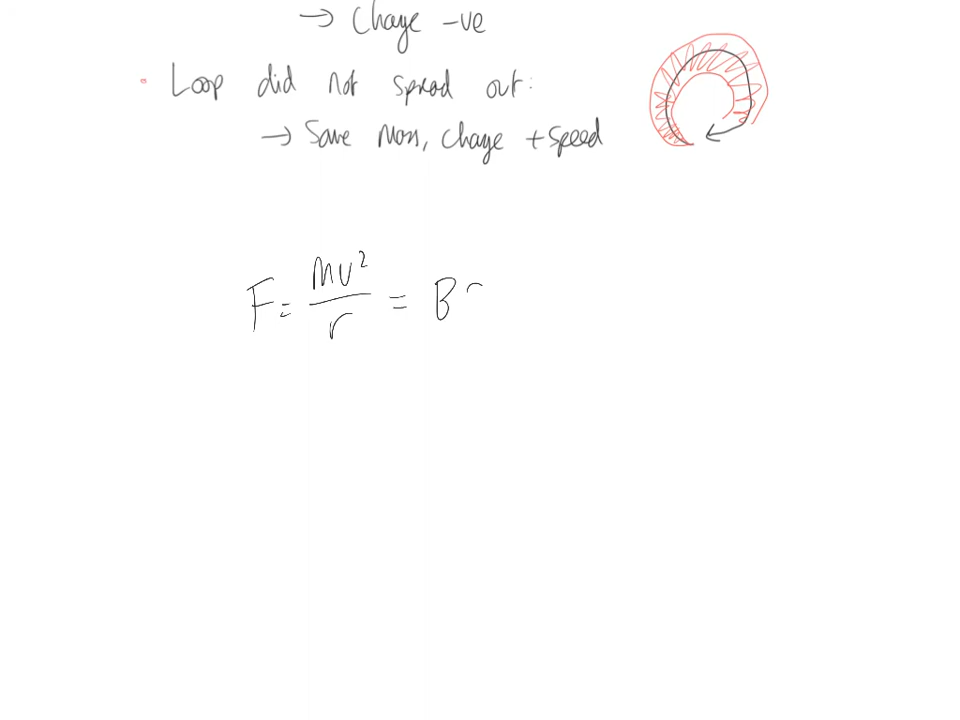 → Charge -ve
• Loop did not spread out:
→ Same Mass, charge + speed
F = mv²/r = B